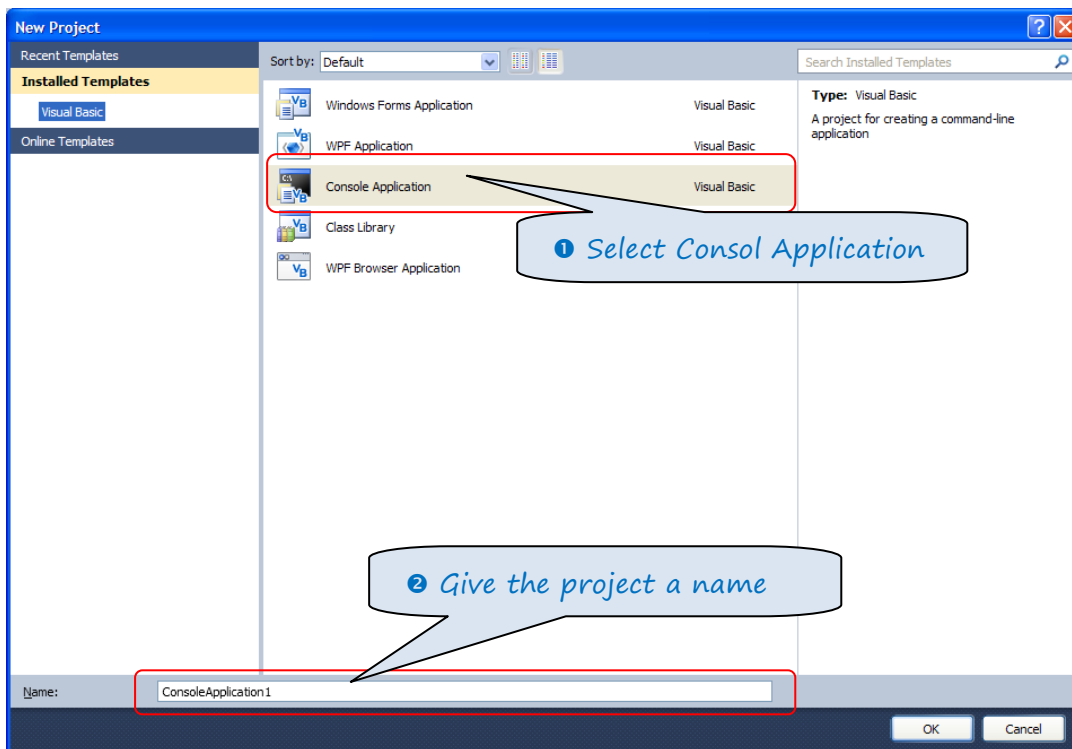 New Project
Recent Templates
Installed Templates
Visual Basic
Online Templates
Sort by: Default
Search Installed Templates
Windows Forms Application Visual Basic
WPF Application Visual Basic
Console Application Visual Basic
Class Library
WPF Browser Application
Type: Visual Basic
A project for creating a command-line
application
❶ Select Consol Application
❷ Give the project a name
Name: ConsoleApplication1
OK Cancel